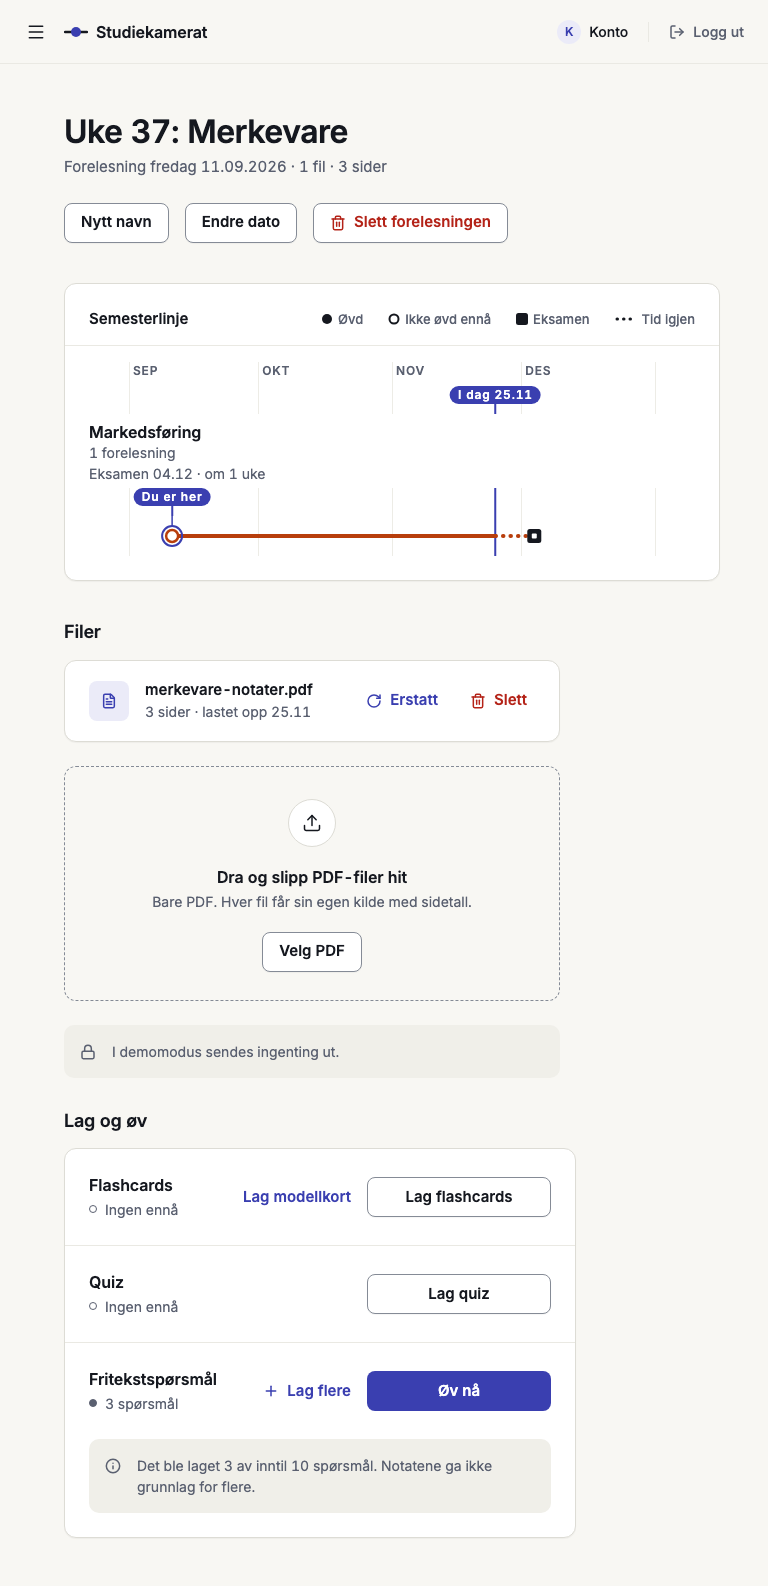 Studiekamerat
K Konto
Logg ut
Uke 37: Merkevare
Forelesning fredag 11.09.2026 · 1 fil · 3 sider
Nytt navn
Endre dato
Slett forelesningen
Semesterlinje
Øvd
Ikke øvd ennå
Eksamen
Tid igjen
SEP
OKT
NOV
DES
I dag 25.11
Markedsføring
1 forelesning
Eksamen 04.12 · om 1 uke
Du er her
Filer
merkevare-notater.pdf
3 sider · lastet opp 25.11
Erstatt
Slett
Dra og slipp PDF-filer hit
Bare PDF. Hver fil får sin egen kilde med sidetall.
Velg PDF
I demomodus sendes ingenting ut.
Lag og øv
Flashcards
Ingen ennå
Lag modellkort
Lag flashcards
Quiz
Ingen ennå
Lag quiz
Fritekstspørsmål
3 spørsmål
Lag flere
Øv nå
Det ble laget 3 av inntil 10 spørsmål. Notatene ga ikke
grunnlag for flere.